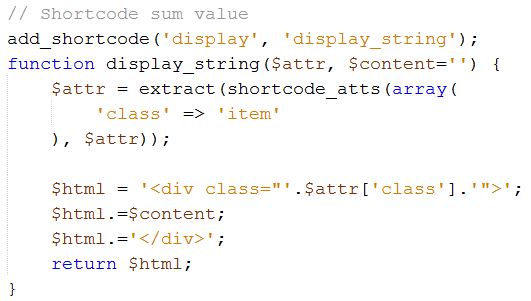 // Shortcode sum value
add_shortcode('display', 'display_string');
function display_string($attr, $content='') {
    $attr = extract(shortcode_atts(array(
        'class' => 'item'
    ), $attr));

    $html = '<div class="'.$attr['class'].'">';
    $html.=$content;
    $html.='</div>';
    return $html;
}